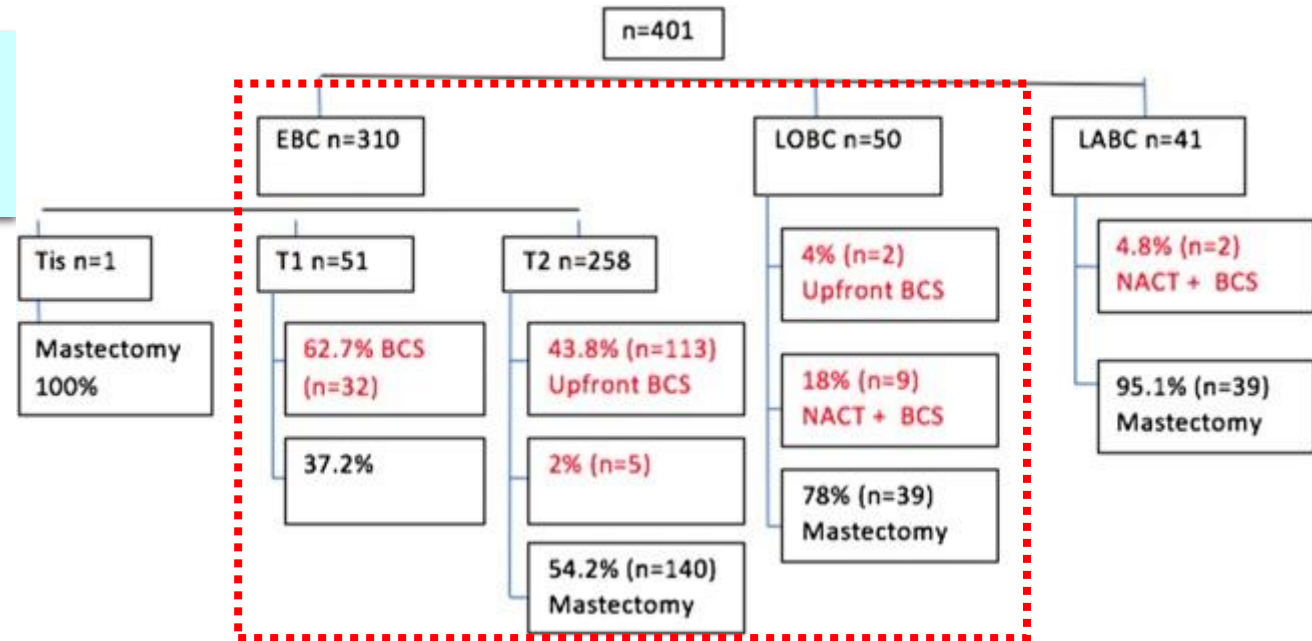 n=401
EBC n=310
LOBC n=50
LABC n=41
Tis n=1
T1 n=51
T2 n=258
Mastectomy
100%
62.7% BCS
(n=32)
37.2%
43.8% (n=113)
Upfront BCS
2% (n=5)
54.2% (n=140)
Mastectomy
4% (n=2)
Upfront BCS
18% (n=9)
NACT + BCS
78% (n=39)
Mastectomy
4.8% (n=2)
NACT + BCS
95.1% (n=39)
Mastectomy